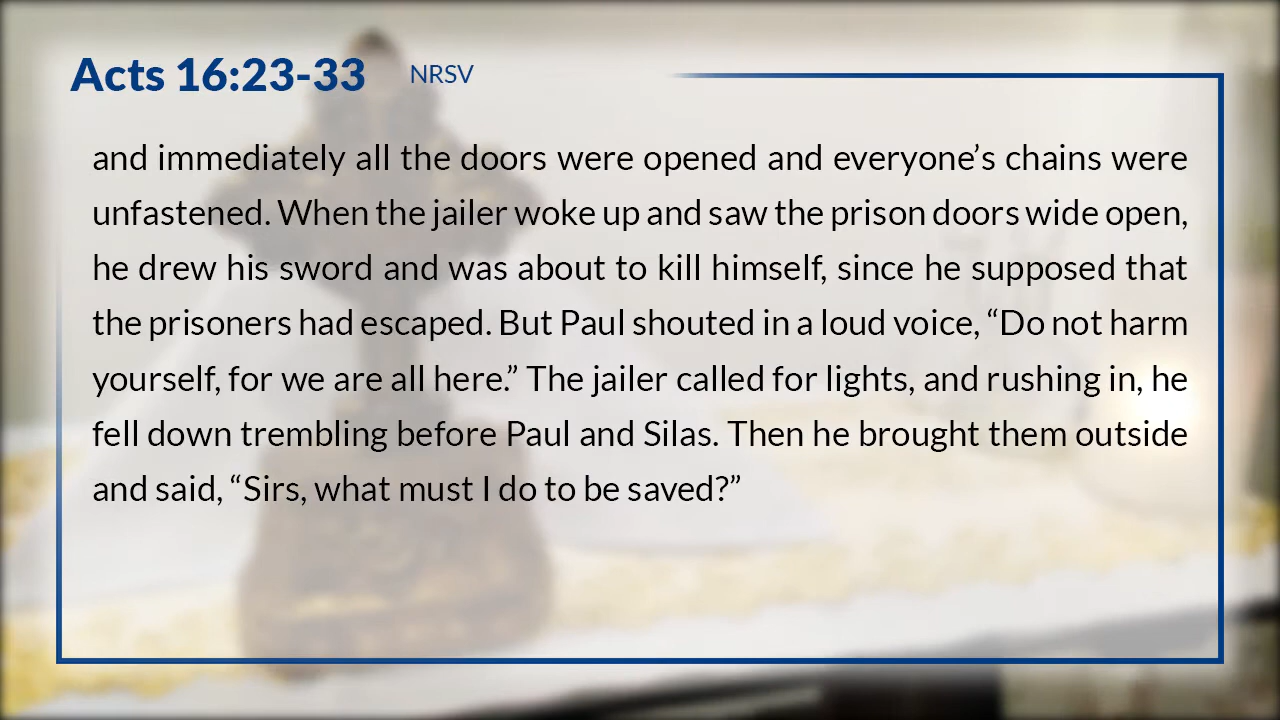 Acts 16:23-33 NRSV
and immediately all the doors were opened and everyone’s chains were
unfastened. When the jailer woke up and saw the prison doors wide open,
he drew his sword and was about to kill himself, since he supposed that
the prisoners had escaped. But Paul shouted in a loud voice, “Do not harm
yourself, for we are all here.” The jailer called for lights, and rushing in, he
fell down trembling before Paul and Silas. Then he brought them outside
and said, “Sirs, what must I do to be saved?”